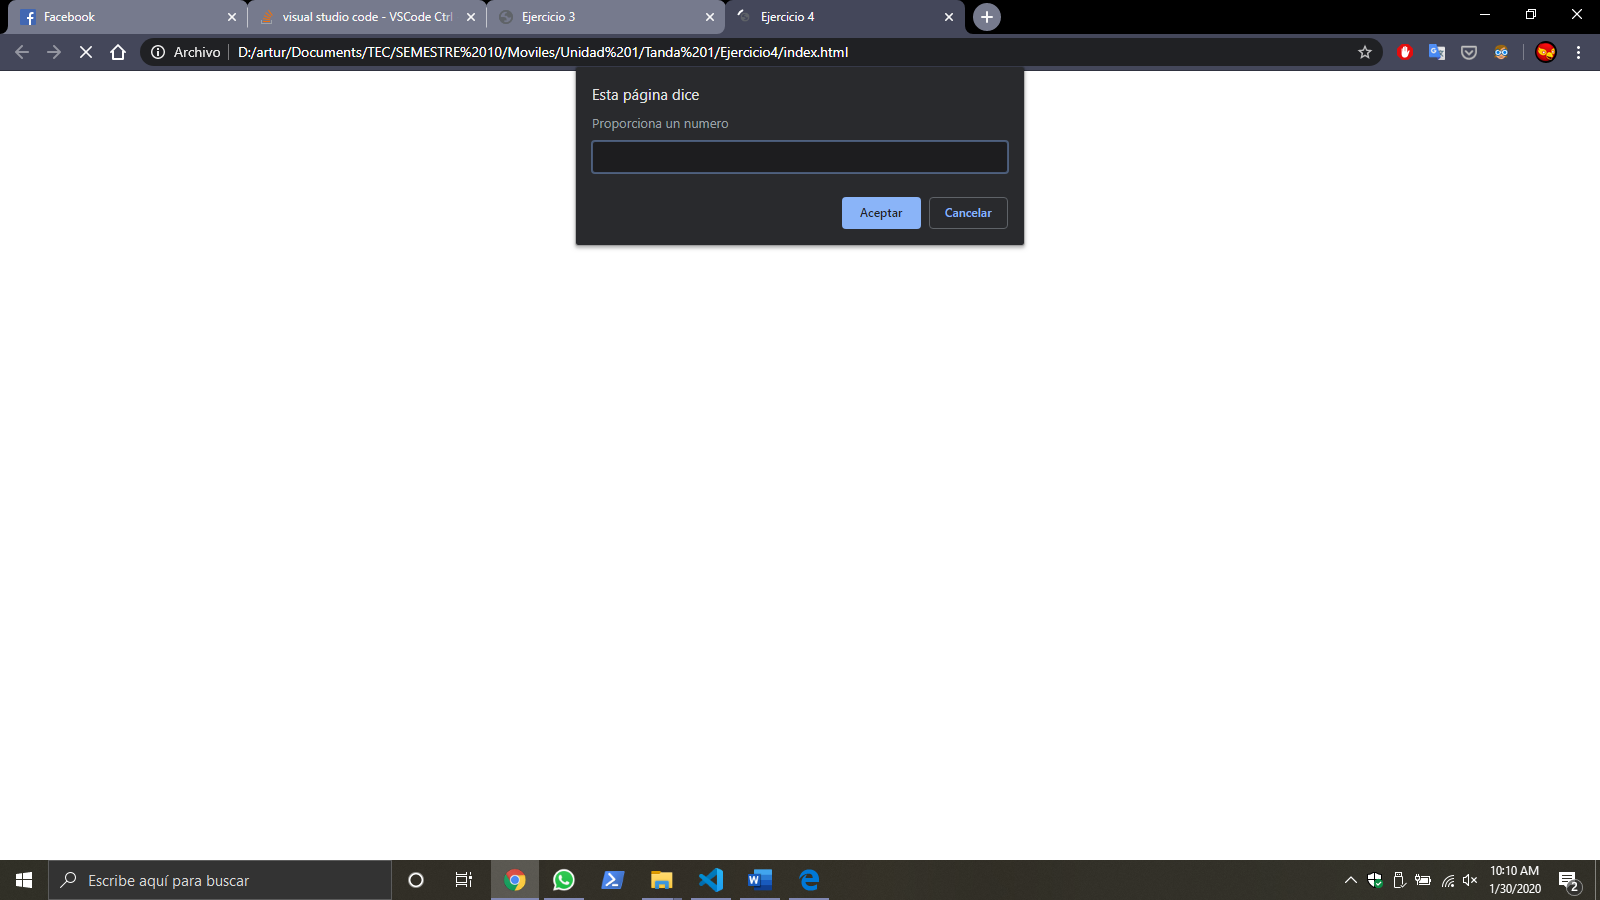 Facebook
visual studio code - VSCode Ctrl
Ejercicio 3
Ejercicio 4
Archivo
D:/artur/Documents/TEC/SEMESTRE%2010/Moviles/Unidad%201/Tanda%201/Ejercicio4/index.html
Esta página dice
Proporciona un numero
Aceptar
Cancelar
Escribe aquí para buscar
10:10 AM
1/30/2020
2